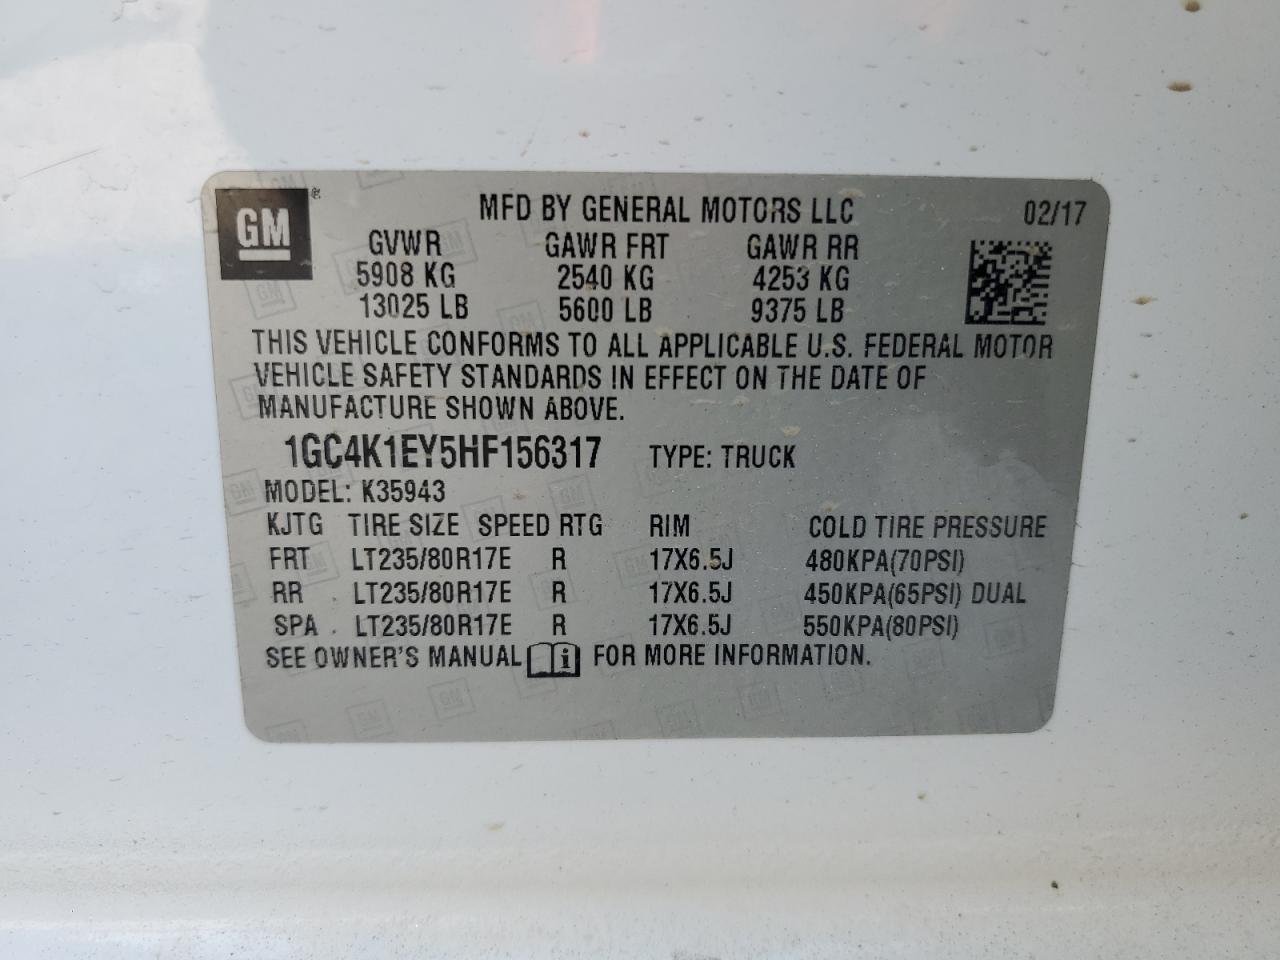 GM ®
MFD BY GENERAL MOTORS LLC 02/17
GVWR GAWR FRT GAWR RR
5908 KG 2540 KG 4253 KG
13025 LB 5600 LB 9375 LB
THIS VEHICLE CONFORMS TO ALL APPLICABLE U.S. FEDERAL MOTOR
VEHICLE SAFETY STANDARDS IN EFFECT ON THE DATE OF
MANUFACTURE SHOWN ABOVE.
1GC4K1EY5HF156317 TYPE: TRUCK
MODEL: K35943
KJTG TIRE SIZE SPEED RTG RIM COLD TIRE PRESSURE
FRT LT235/80R17E R 17X6.5J 480KPA(70PSI)
RR LT235/80R17E R 17X6.5J 450KPA(65PSI) DUAL
SPA LT235/80R17E R 17X6.5J 550KPA(80PSI)
SEE OWNER'S MANUAL i FOR MORE INFORMATION.